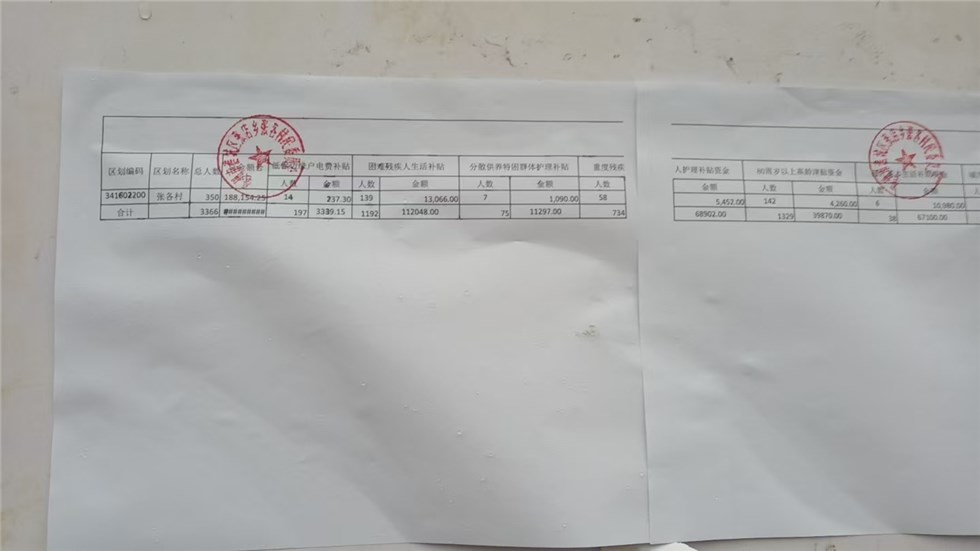 区划编码 区划名称 总人数 电费补贴 困难残疾人生活补贴 分散供养特困群体护理补贴 重度残疾
人数 金额 人数 金额 人数 金额 人数
341602200 张各村 350 188,154.25 14 237.30 139 13,066.00 7 1,090.00 58
合计 3366 ######### 197 3339.15 1192 112048.00 75 11297.00 734
人护理补贴资金 80周岁以上高龄津贴资金
金额 人数 金额
5,452.00 142 4,260.00 6 10,980.00
68902.00 1329 39870.00 38 67100.00